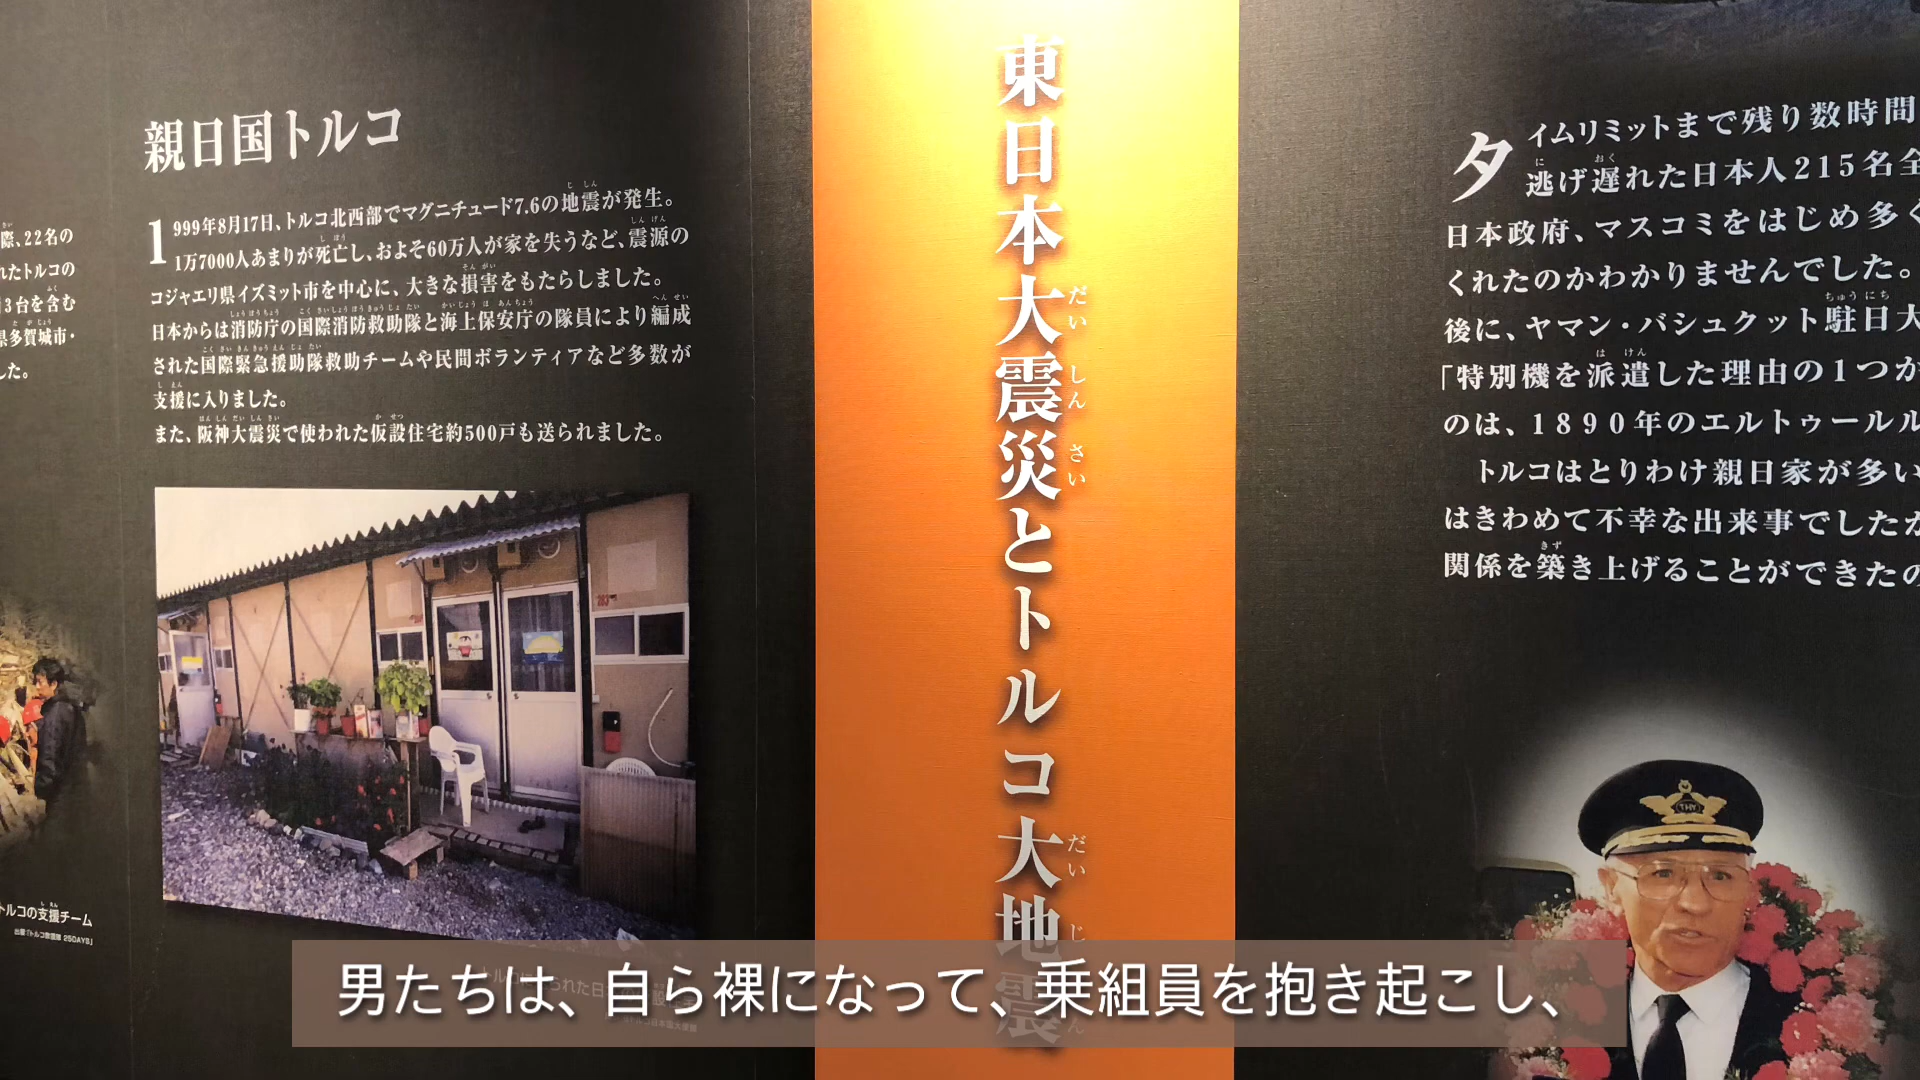 際、22名の
れたトルコの
3台を含む
県多賀城市・
した。
トルコの支援チーム
親日国トルコ
1999年8月17日、トルコ北西部でマグニチュード7.6の地震が発生。
1万7000人あまりが死亡し、およそ60万人が家を失うなど、震源の
コジャエリ県イズミット市を中心に、大きな損害をもたらしました。
日本からは消防庁の国際消防救助隊と海上保安庁の隊員により編成
された国際緊急援助隊救助チームや民間ボランティアなど多数が
支援に入りました。
また、阪神大震災で使われた仮設住宅約500戸も送られました。
東日本大震災とトルコ大地震
タイムリミットまで残り数時間
逃げ遅れた日本人215名全
日本政府、マスコミをはじめ多く
くれたのかわかりませんでした。
後に、ヤマン・バシュクット駐日大
「特別機を派遣した理由の1つが
のは、1890年のエルトゥールル
トルコはとりわけ親日家が多い
はきわめて不幸な出来事でしたが
関係を築き上げることができたの
THY
男たちは、自ら裸になって、乗組員を抱き起こし、